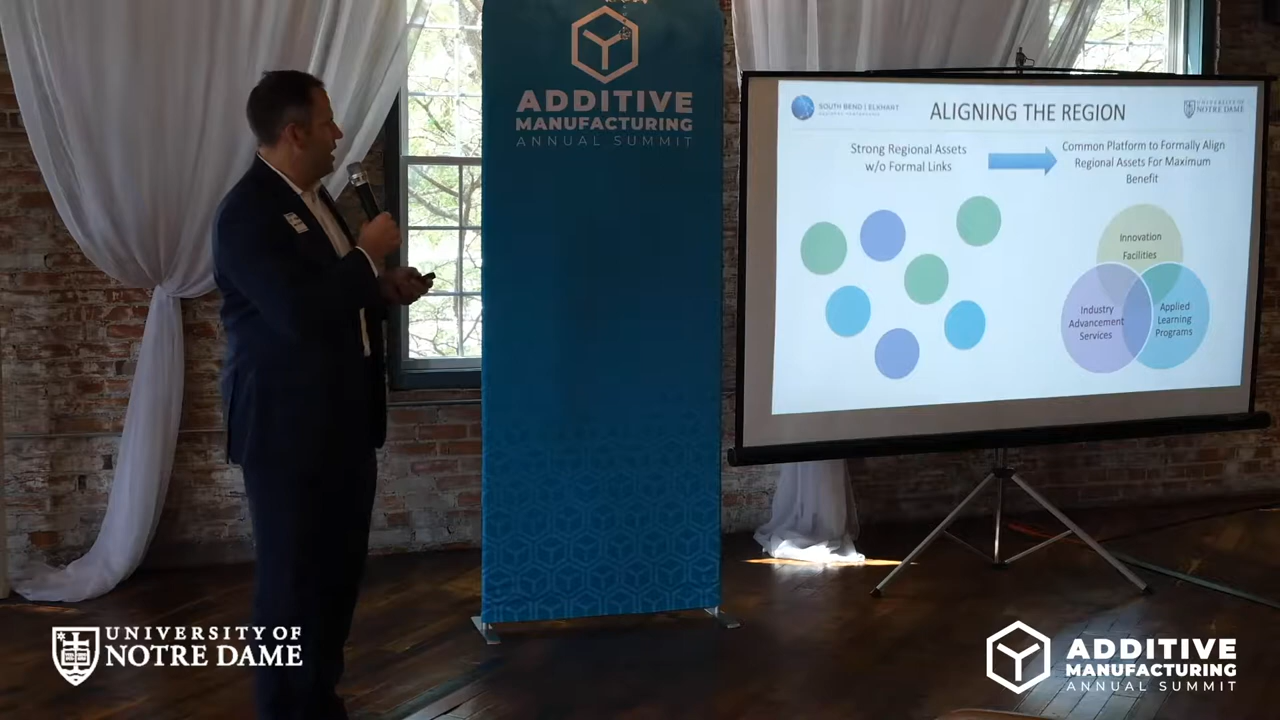 ADDITIVE
MANUFACTURING
ANNUAL SUMMIT
SOUTH BEND | ELKHART
ALIGNING THE REGION
UNIVERSITY OF
NOTRE DAME
Strong Regional Assets
w/o Formal Links
Common Platform to Formally Align
Regional Assets For Maximum
Benefit
Innovation
Facilities
Industry
Advancement
Services
Applied
Learning
Programs
UNIVERSITY OF
NOTRE DAME
ADDITIVE
MANUFACTURING
ANNUAL SUMMIT